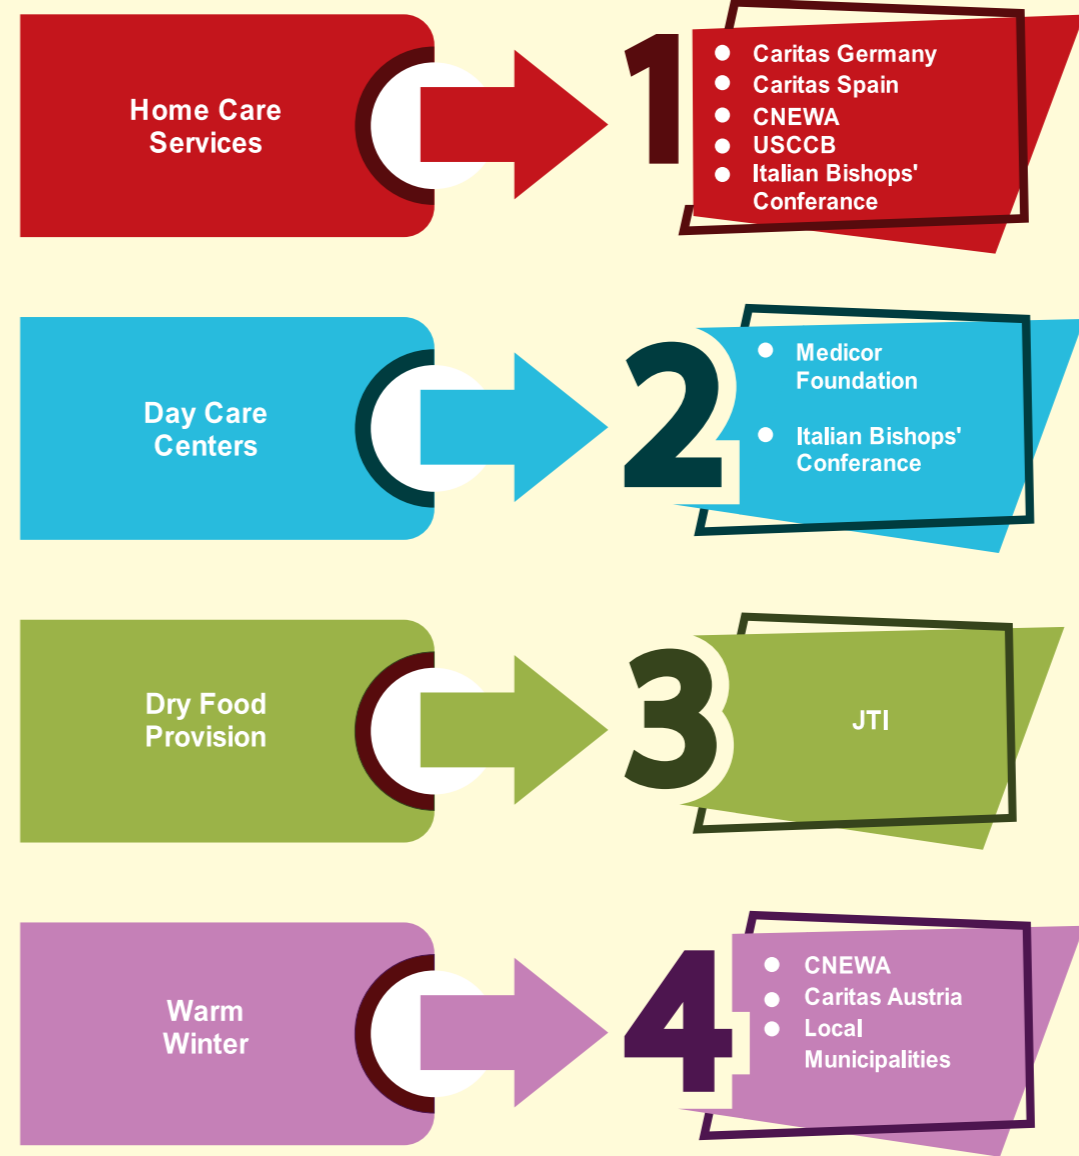 Home Care
Services
1
Caritas Germany
Caritas Spain
CNEWA
USCCB
Italian Bishops'
Conferance
Day Care
Centers
2
Medicor
Foundation
Italian Bishops'
Conferance
Dry Food
Provision
3
JTI
Warm
Winter
4
CNEWA
Caritas Austria
Local
Municipalities